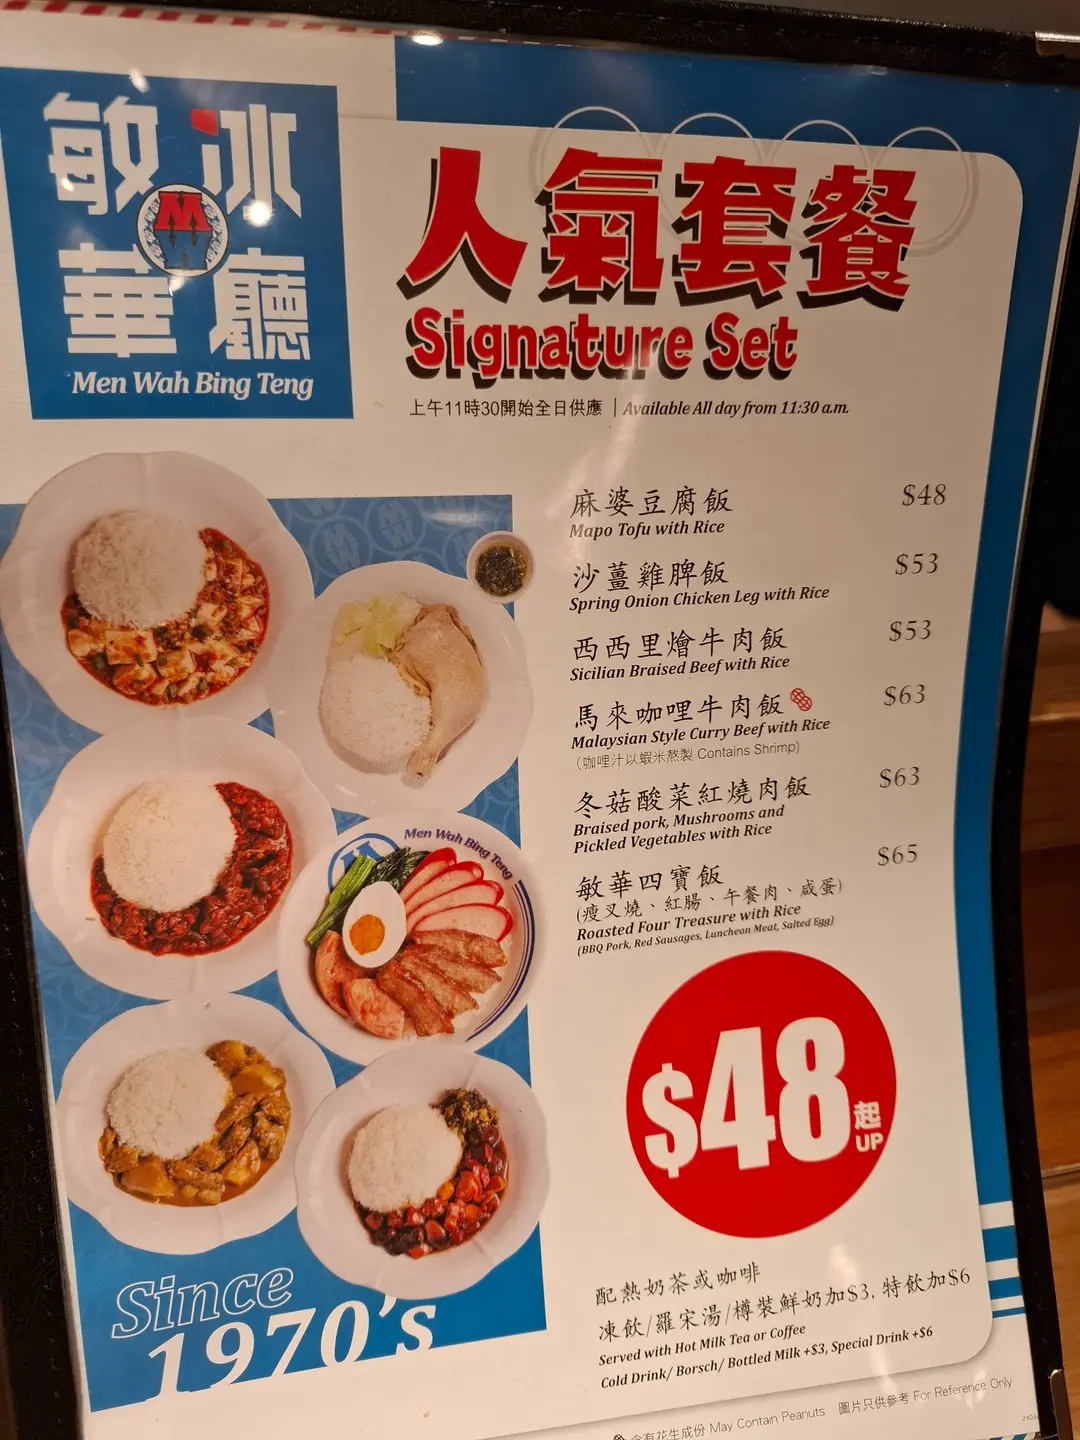 敏冰
華廳
M
Men Wah Bing Teng
人氣套餐
Signature Set
上午11時30開始全日供應 | Available All day from 11:30 a.m.
麻婆豆腐飯 $48
Mapo Tofu with Rice
沙薑雞髀飯 $53
Spring Onion Chicken Leg with Rice
西西里燴牛肉飯 $53
Sicilian Braised Beef with Rice
馬來咖哩牛肉飯 $63
Malaysian Style Curry Beef with Rice
(咖哩汁以蝦米熬製 Contains Shrimp)
冬菇酸菜紅燒肉飯 $63
Braised pork, Mushrooms and
Pickled Vegetables with Rice
敏華四寶飯 $65
(瘦叉燒、紅腸、午餐肉、咸蛋)
Roasted Four Treasure with Rice
(BBQ Pork, Red Sausages, Luncheon Meat, Salted Egg)
Men Wah Bing Teng
$48起
UP
Since
1970's
配熱奶茶或咖啡
凍飲/羅宋湯/樽裝鮮奶加$3, 特飲加$6
Served with Hot Milk Tea or Coffee
Cold Drink/ Borsch/ Bottled Milk +$3, Special Drink +$6
含有花生成份 May Contain Peanuts 圖片只供參考 For Reference Only